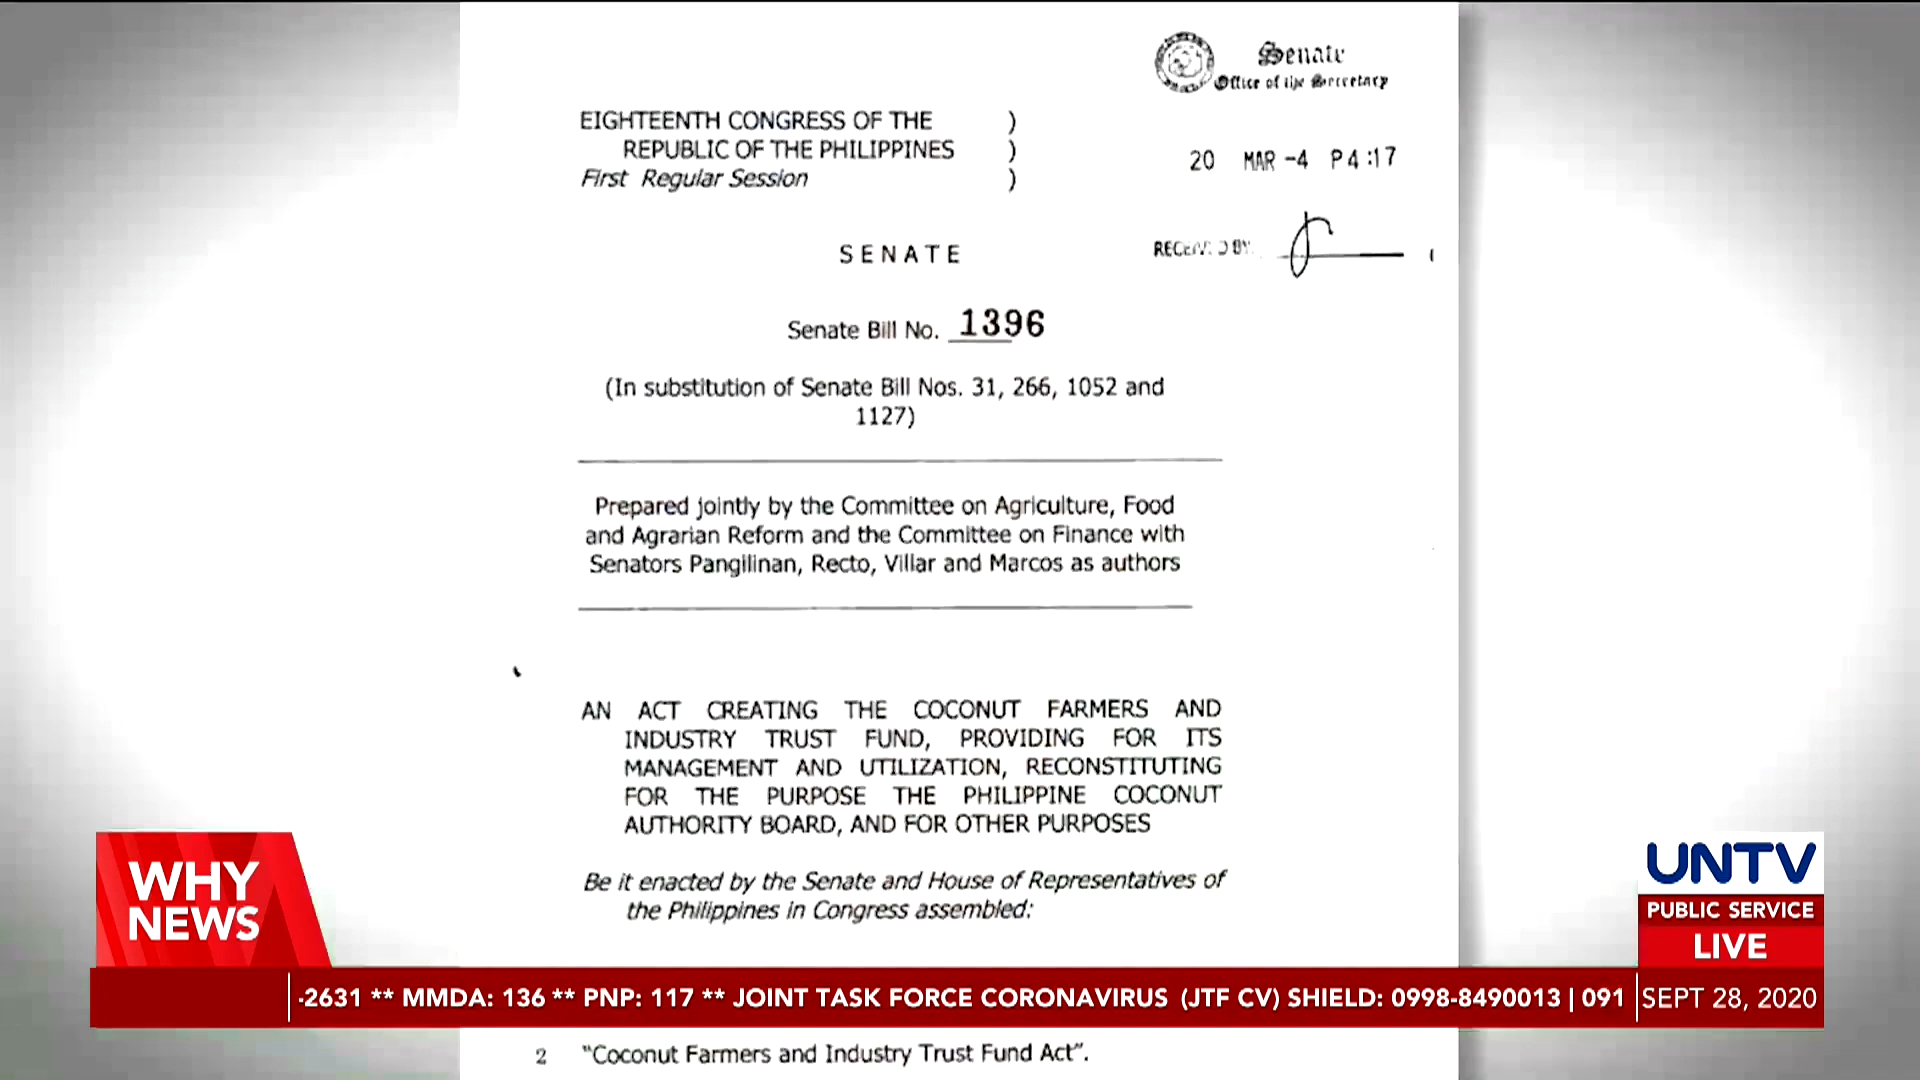 Senate
Office of the Secretary
EIGHTEENTH CONGRESS OF THE )
REPUBLIC OF THE PHILIPPINES )
First Regular Session )
20 MAR -4 P4:17
SENATE
RECEIVED BY:
Senate Bill No. 1396
(In substitution of Senate Bill Nos. 31, 266, 1052 and
1127)
Prepared jointly by the Committee on Agriculture, Food
and Agrarian Reform and the Committee on Finance with
Senators Pangilinan, Recto, Villar and Marcos as authors
AN ACT CREATING THE COCONUT FARMERS AND
INDUSTRY TRUST FUND, PROVIDING FOR ITS
MANAGEMENT AND UTILIZATION, RECONSTITUTING
FOR THE PURPOSE THE PHILIPPINE COCONUT
AUTHORITY BOARD, AND FOR OTHER PURPOSES
Be it enacted by the Senate and House of Representatives of
the Philippines in Congress assembled:
WHY
NEWS
UNTV
PUBLIC SERVICE
LIVE
-2631 ** MMDA: 136 ** PNP: 117 ** JOINT TASK FORCE CORONAVIRUS (JTF CV) SHIELD: 0998-8490013 | 091
SEPT 28, 2020
2 "Coconut Farmers and Industry Trust Fund Act".